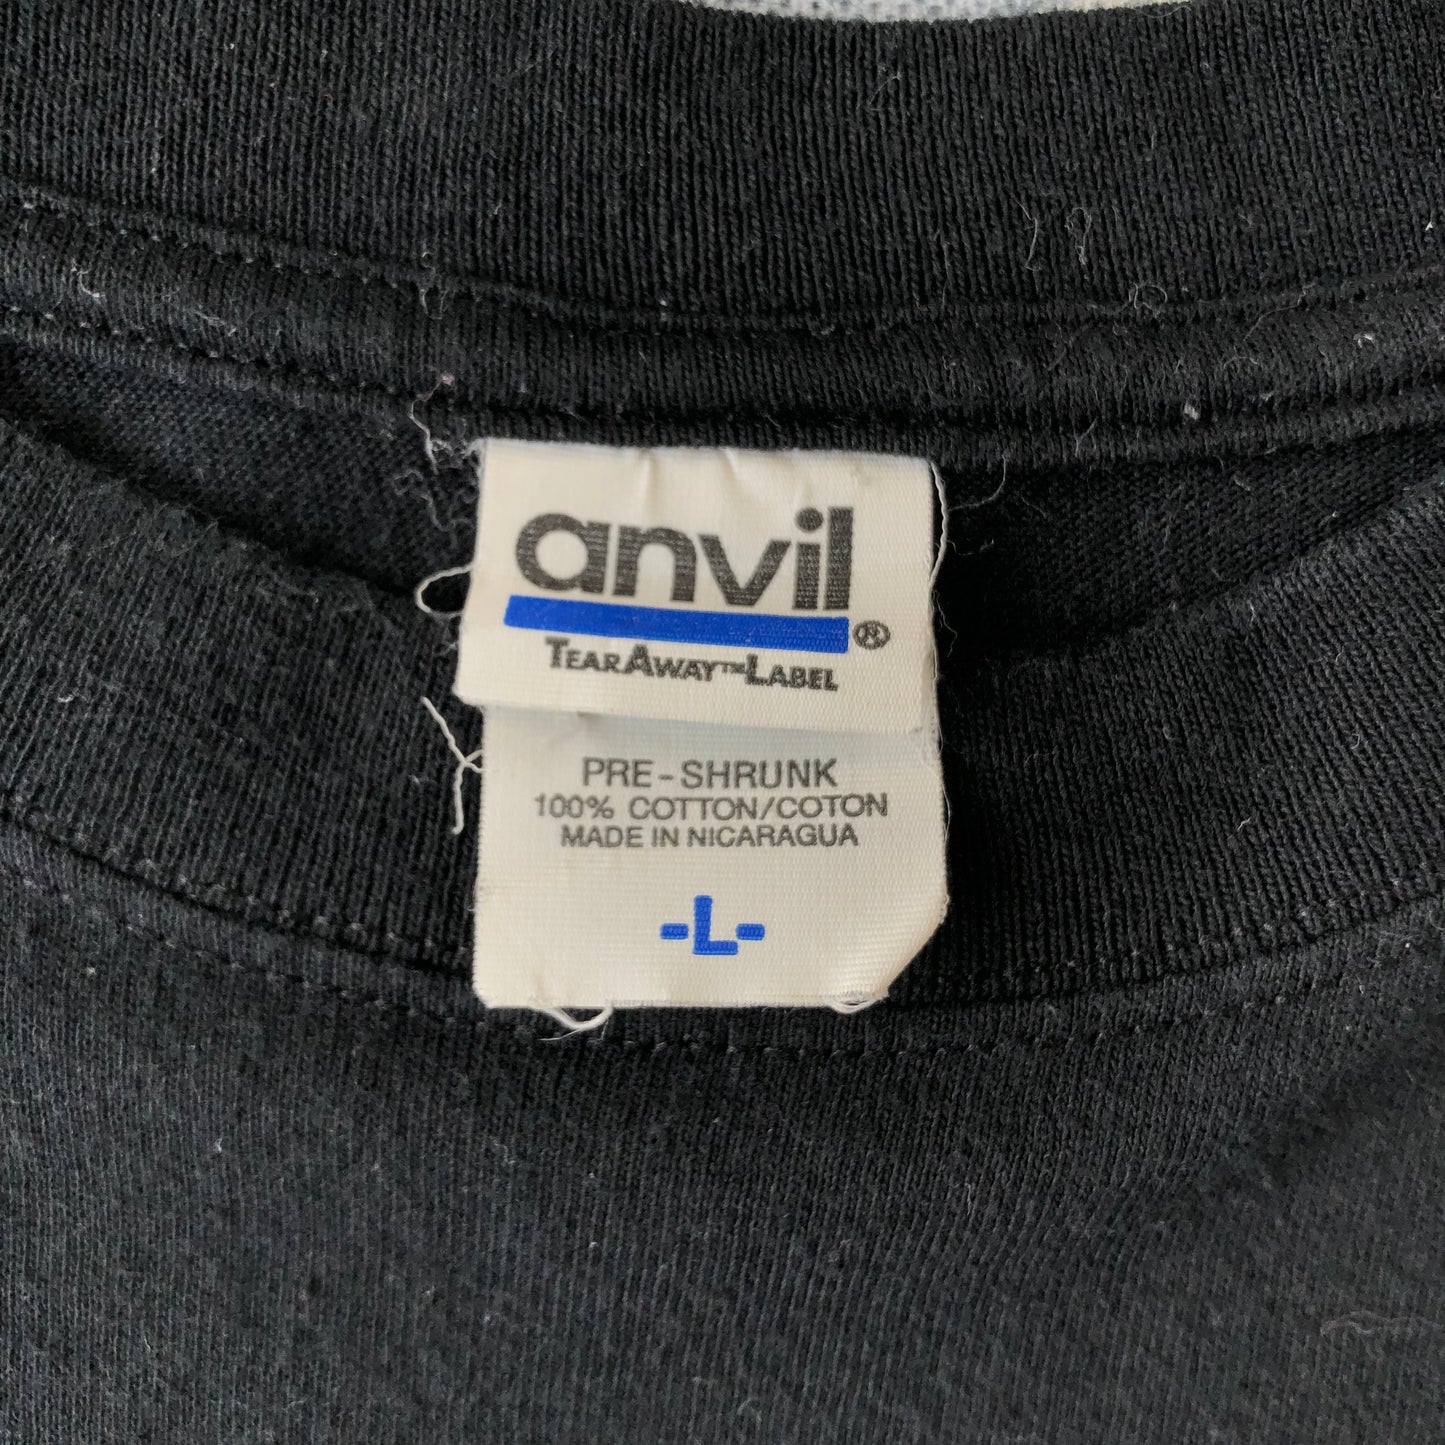 anvil®
TEARAWAY™LABEL
PRE-SHRUNK
100% COTTON/COTON
MADE IN NICARAGUA
-L-